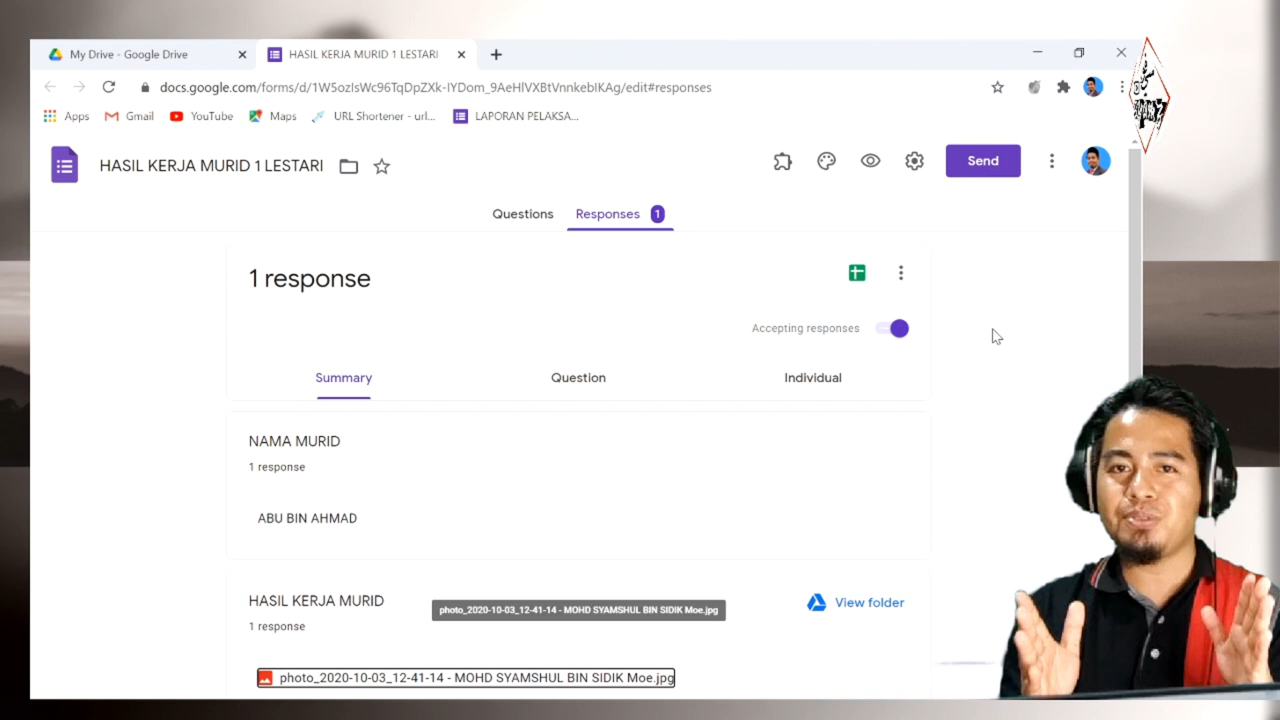 My Drive - Google Drive
HASIL KERJA MURID 1 LESTARI
docs.google.com/forms/d/1W5ozIsWc96TqDpZXk-IYDom_9AeHlVXBtVnnkebIKAg/edit#responses
Apps Gmail YouTube Maps URL Shortener - url... LAPORAN PELAKSA...
HASIL KERJA MURID 1 LESTARI
Send
Questions Responses 1
1 response
Accepting responses
Summary Question Individual
NAMA MURID
1 response
ABU BIN AHMAD
HASIL KERJA MURID
View folder
photo_2020-10-03_12-41-14 - MOHD SYAMSHUL BIN SIDIK Moe.jpg
1 response
photo_2020-10-03_12-41-14 - MOHD SYAMSHUL BIN SIDIK Moe.jpg